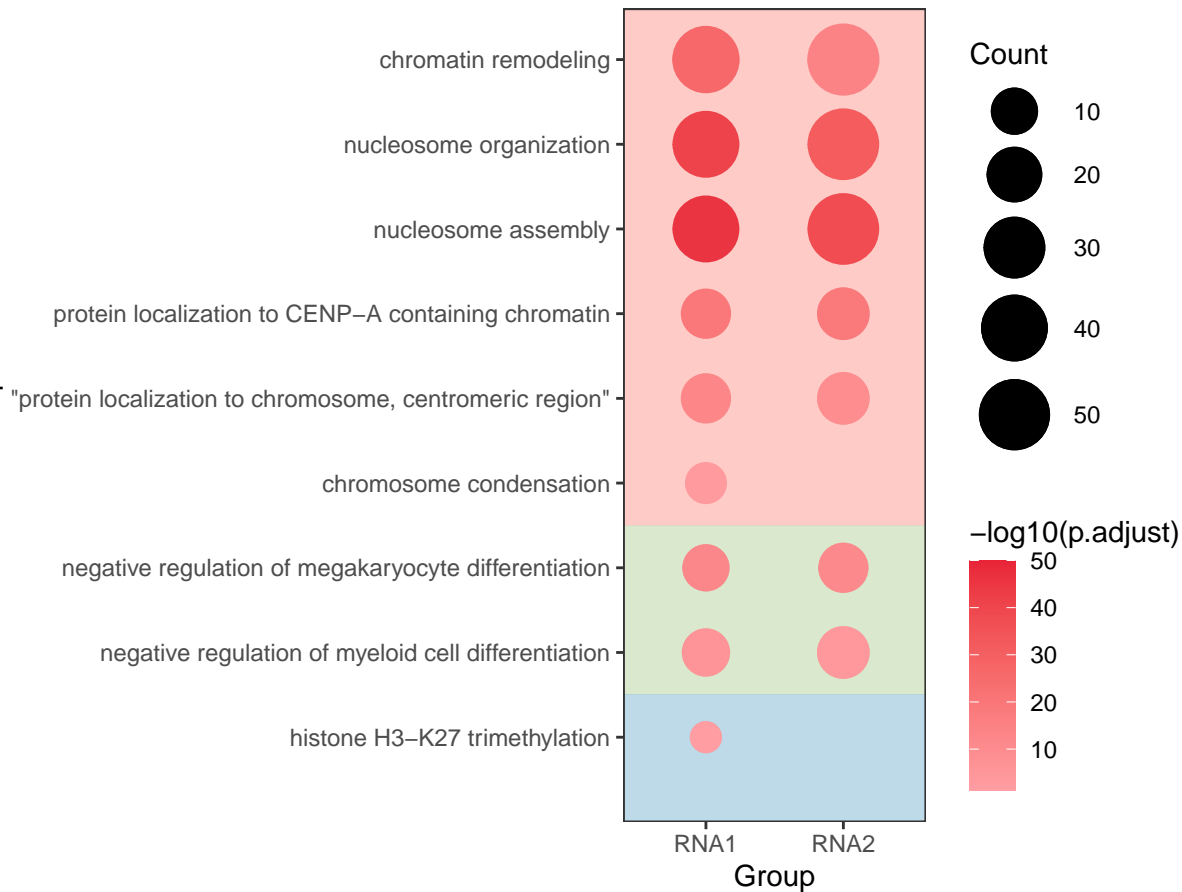 chromatin remodeling
nucleosome organization
nucleosome assembly
protein localization to CENP−A containing chromatin
"protein localization to chromosome, centromeric region"
chromosome condensation
negative regulation of megakaryocyte differentiation
negative regulation of myeloid cell differentiation
histone H3−K27 trimethylation
RNA1 RNA2
Group
Count
10
20
30
40
50
−log10(p.adjust)
50
40
30
20
10